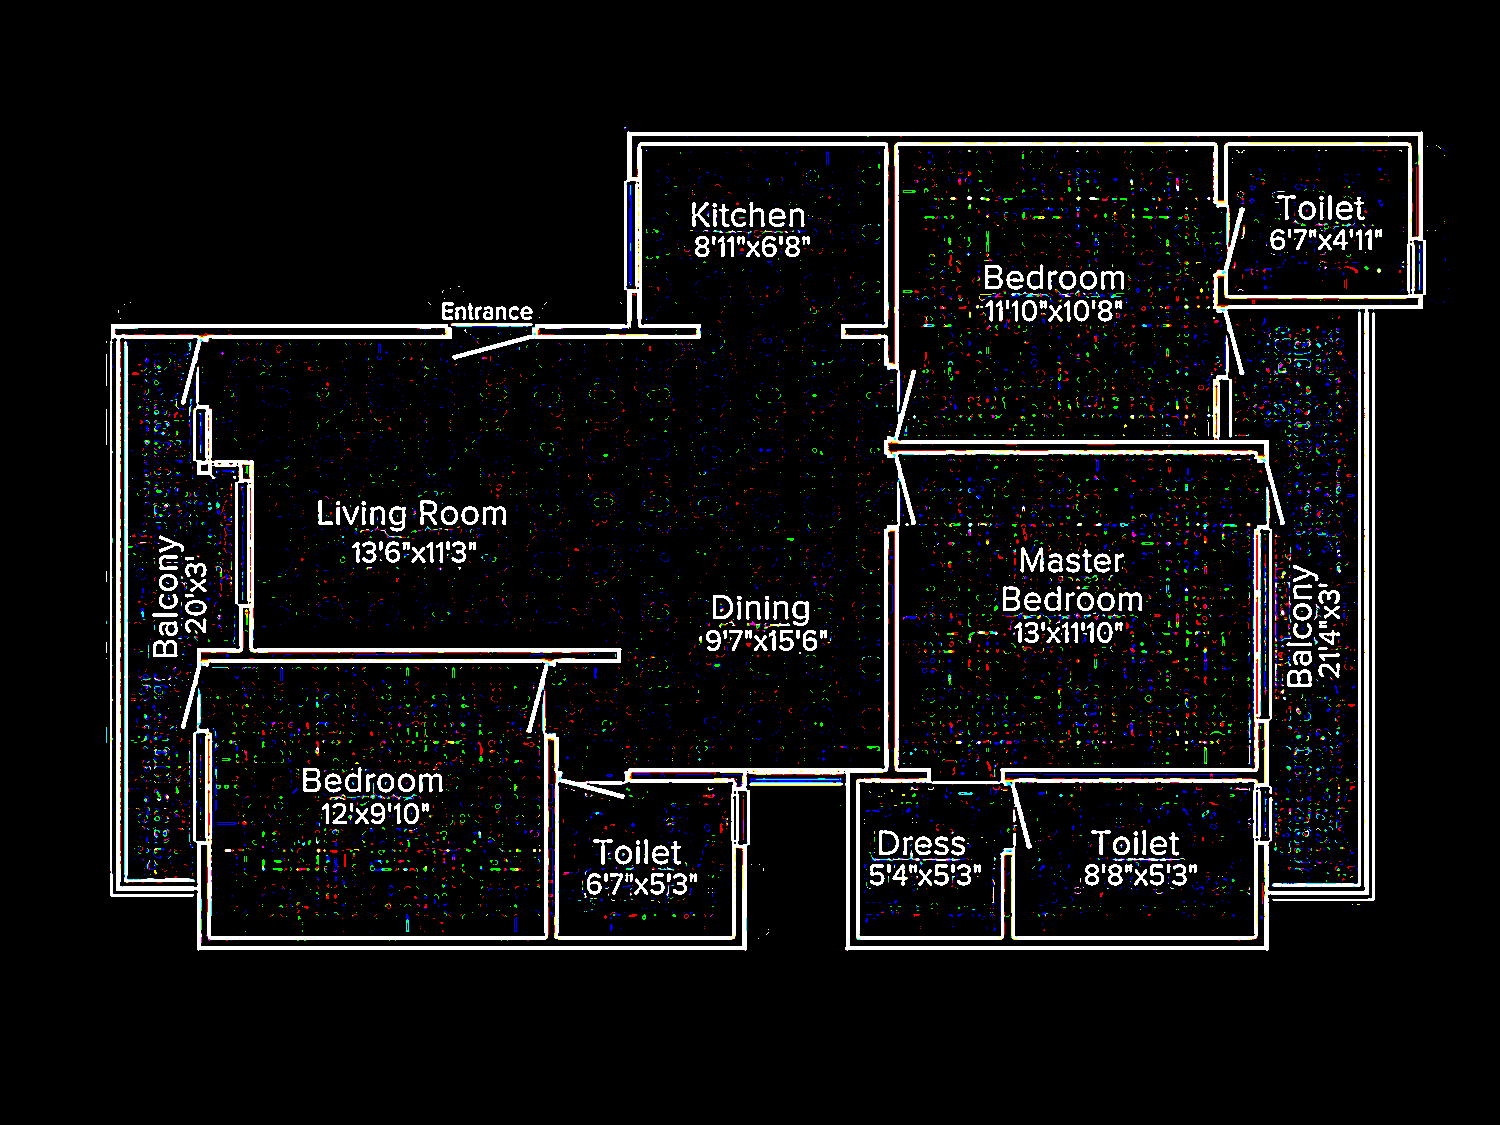 Kitchen
8'11"x6'8"
Toilet
6'7"x4'11"
Bedroom
11'10"x10'8"
Entrance
Living Room
13'6"x11'3"
Balcony
20'x3'
Dining
9'7"x15'6"
Master
Bedroom
13'x11'10"
Balcony
21'4"x3'
Bedroom
12'x9'10"
Toilet
6'7"x5'3"
Dress
5'4"x5'3"
Toilet
8'8"x5'3"